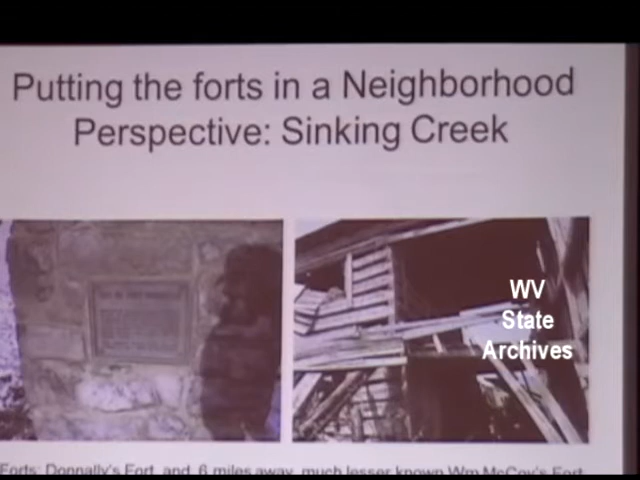 Putting the forts in a Neighborhood
Perspective: Sinking Creek
WV
State
Archives
Forts: Donnally's Fort, and, 6 miles away, much lesser known Wm McCoy's Fort